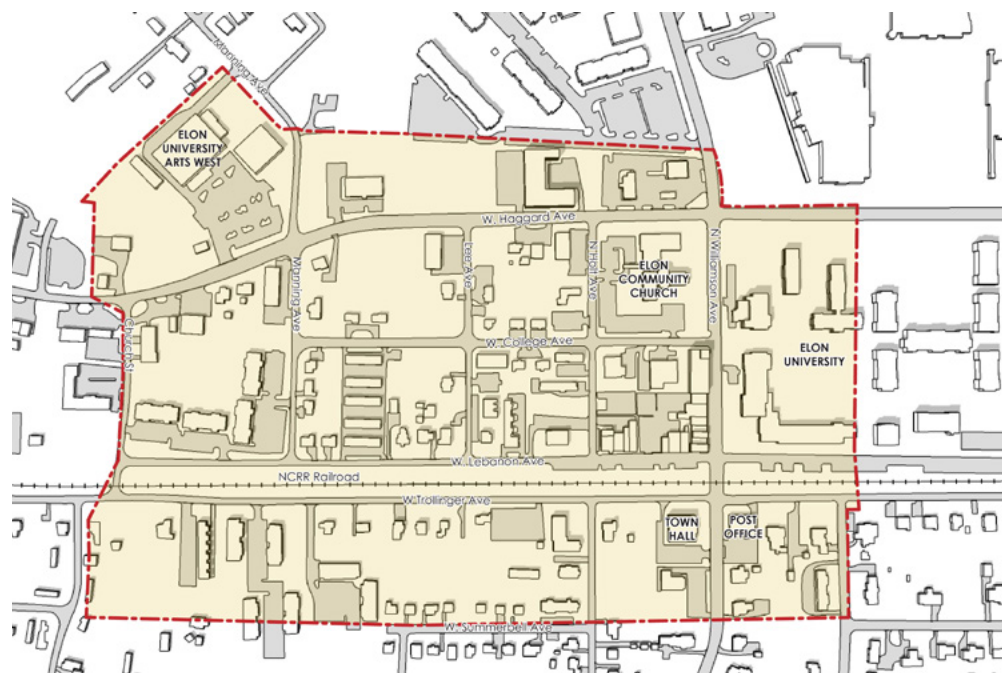 Manning Ave
ELON
UNIVERSITY
ARTS WEST
W. Haggard Ave
Lee Ave
N Holt Ave
ELON
COMMUNITY
CHURCH
N Williamson Ave
Manning Ave
Church St
W. College Ave
ELON
UNIVERSITY
W. Lebanon Ave
NCRR Railroad
W Trollinger Ave
TOWN
HALL
POST
OFFICE
W. Summerbell Ave